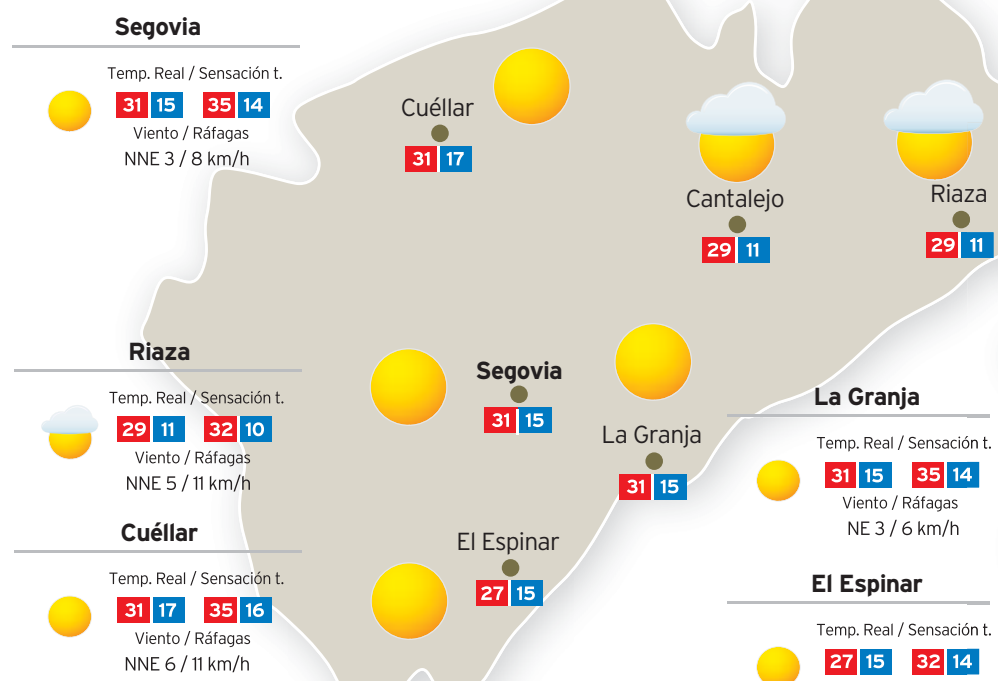 Segovia
Temp. Real / Sensación t.
31 15 35 14
Viento / Ráfagas
NNE 3 / 8 km/h
Cuéllar
31 17
Cantalejo
29 11
Riaza
29 11
Riaza
Temp. Real / Sensación t.
29 11 32 10
Viento / Ráfagas
NNE 5 / 11 km/h
Segovia
31 15
La Granja
31 15
La Granja
Temp. Real / Sensación t.
31 15 35 14
Viento / Ráfagas
NE 3 / 6 km/h
Cuéllar
Temp. Real / Sensación t.
31 17 35 16
Viento / Ráfagas
NNE 6 / 11 km/h
El Espinar
27 15
El Espinar
Temp. Real / Sensación t.
27 15 32 14